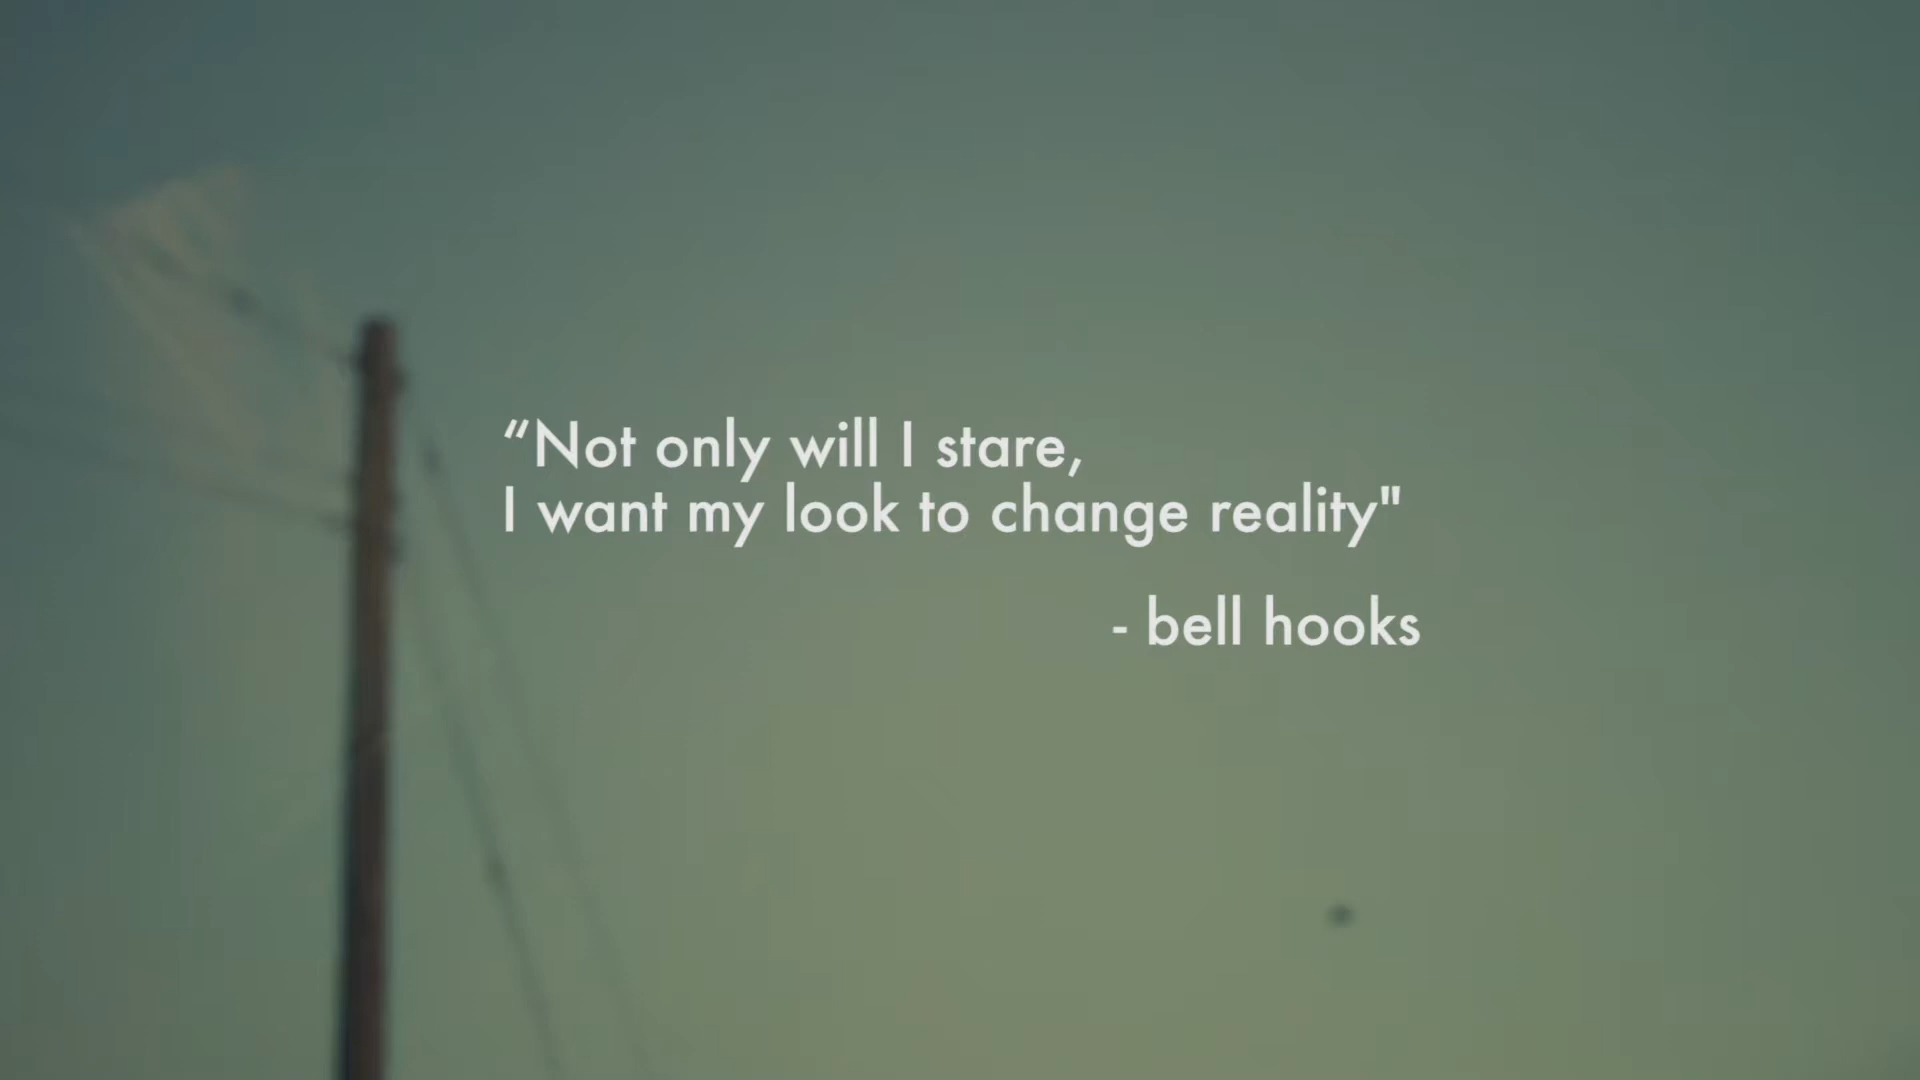 “Not only will I stare,
I want my look to change reality"
- bell hooks